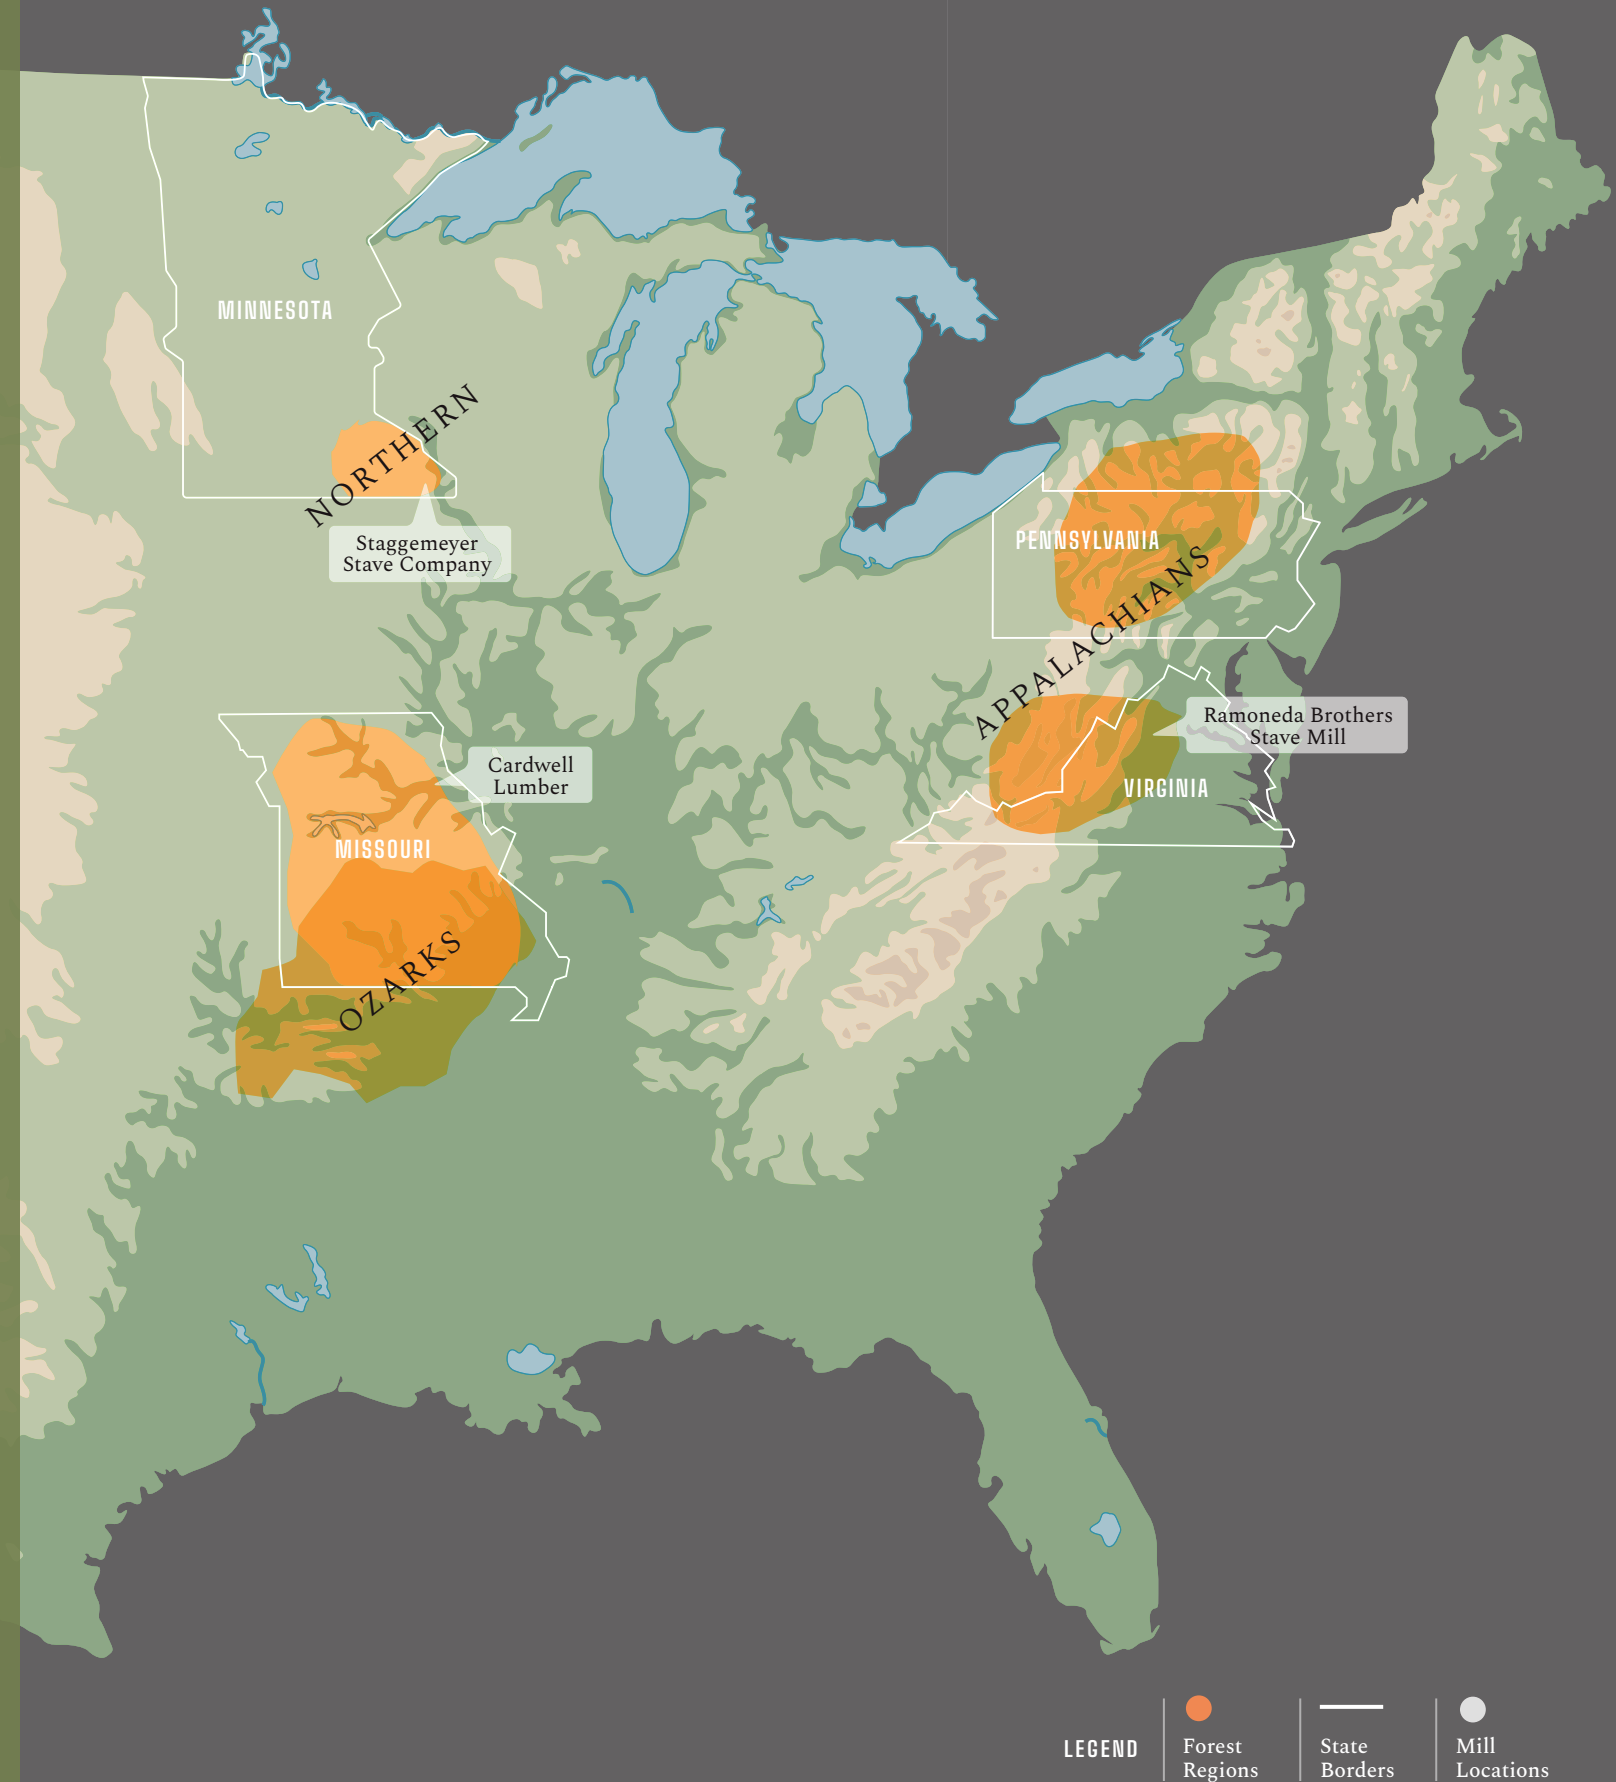 MINNESOTA
NORTHERN
Staggemeyer
Stave Company
PENNSYLVANIA
APPALACHIANS
Ramoneda Brothers
Stave Mill
VIRGINIA
Cardwell
Lumber
MISSOURI
OZARKS
LEGEND
Forest
Regions
State
Borders
Mill
Locations